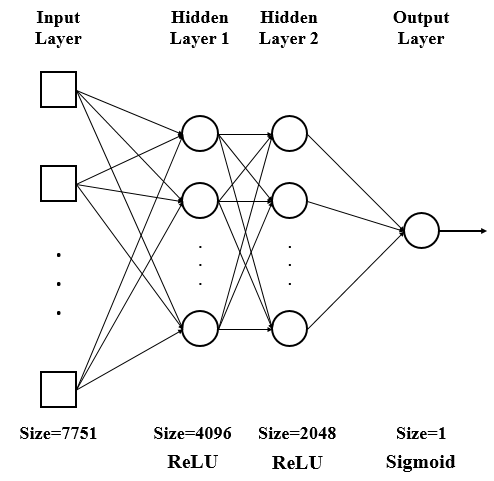 Input
Layer
Hidden
Layer 1
Hidden
Layer 2
Output
Layer
Size=7751
Size=4096
Size=2048
Size=1
ReLU
ReLU
Sigmoid